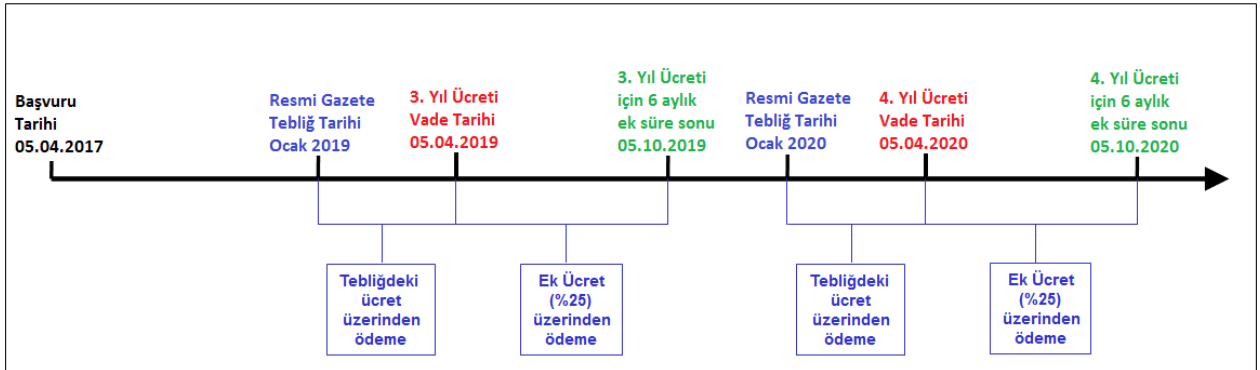 Başvuru
Tarihi
05.04.2017
Resmi Gazete
Tebliğ Tarihi
Ocak 2019
3. Yıl Ücreti
Vade Tarihi
05.04.2019
3. Yıl Ücreti
için 6 aylık
ek süre sonu
05.10.2019
Resmi Gazete
Tebliğ Tarihi
Ocak 2020
4. Yıl Ücreti
Vade Tarihi
05.04.2020
4. Yıl Ücreti
için 6 aylık
ek süre sonu
05.10.2020
Tebliğdeki
ücret
üzerinden
ödeme
Ek Ücret
(%25)
üzerinden
ödeme
Tebliğdeki
ücret
üzerinden
ödeme
Ek Ücret
(%25)
üzerinden
ödeme